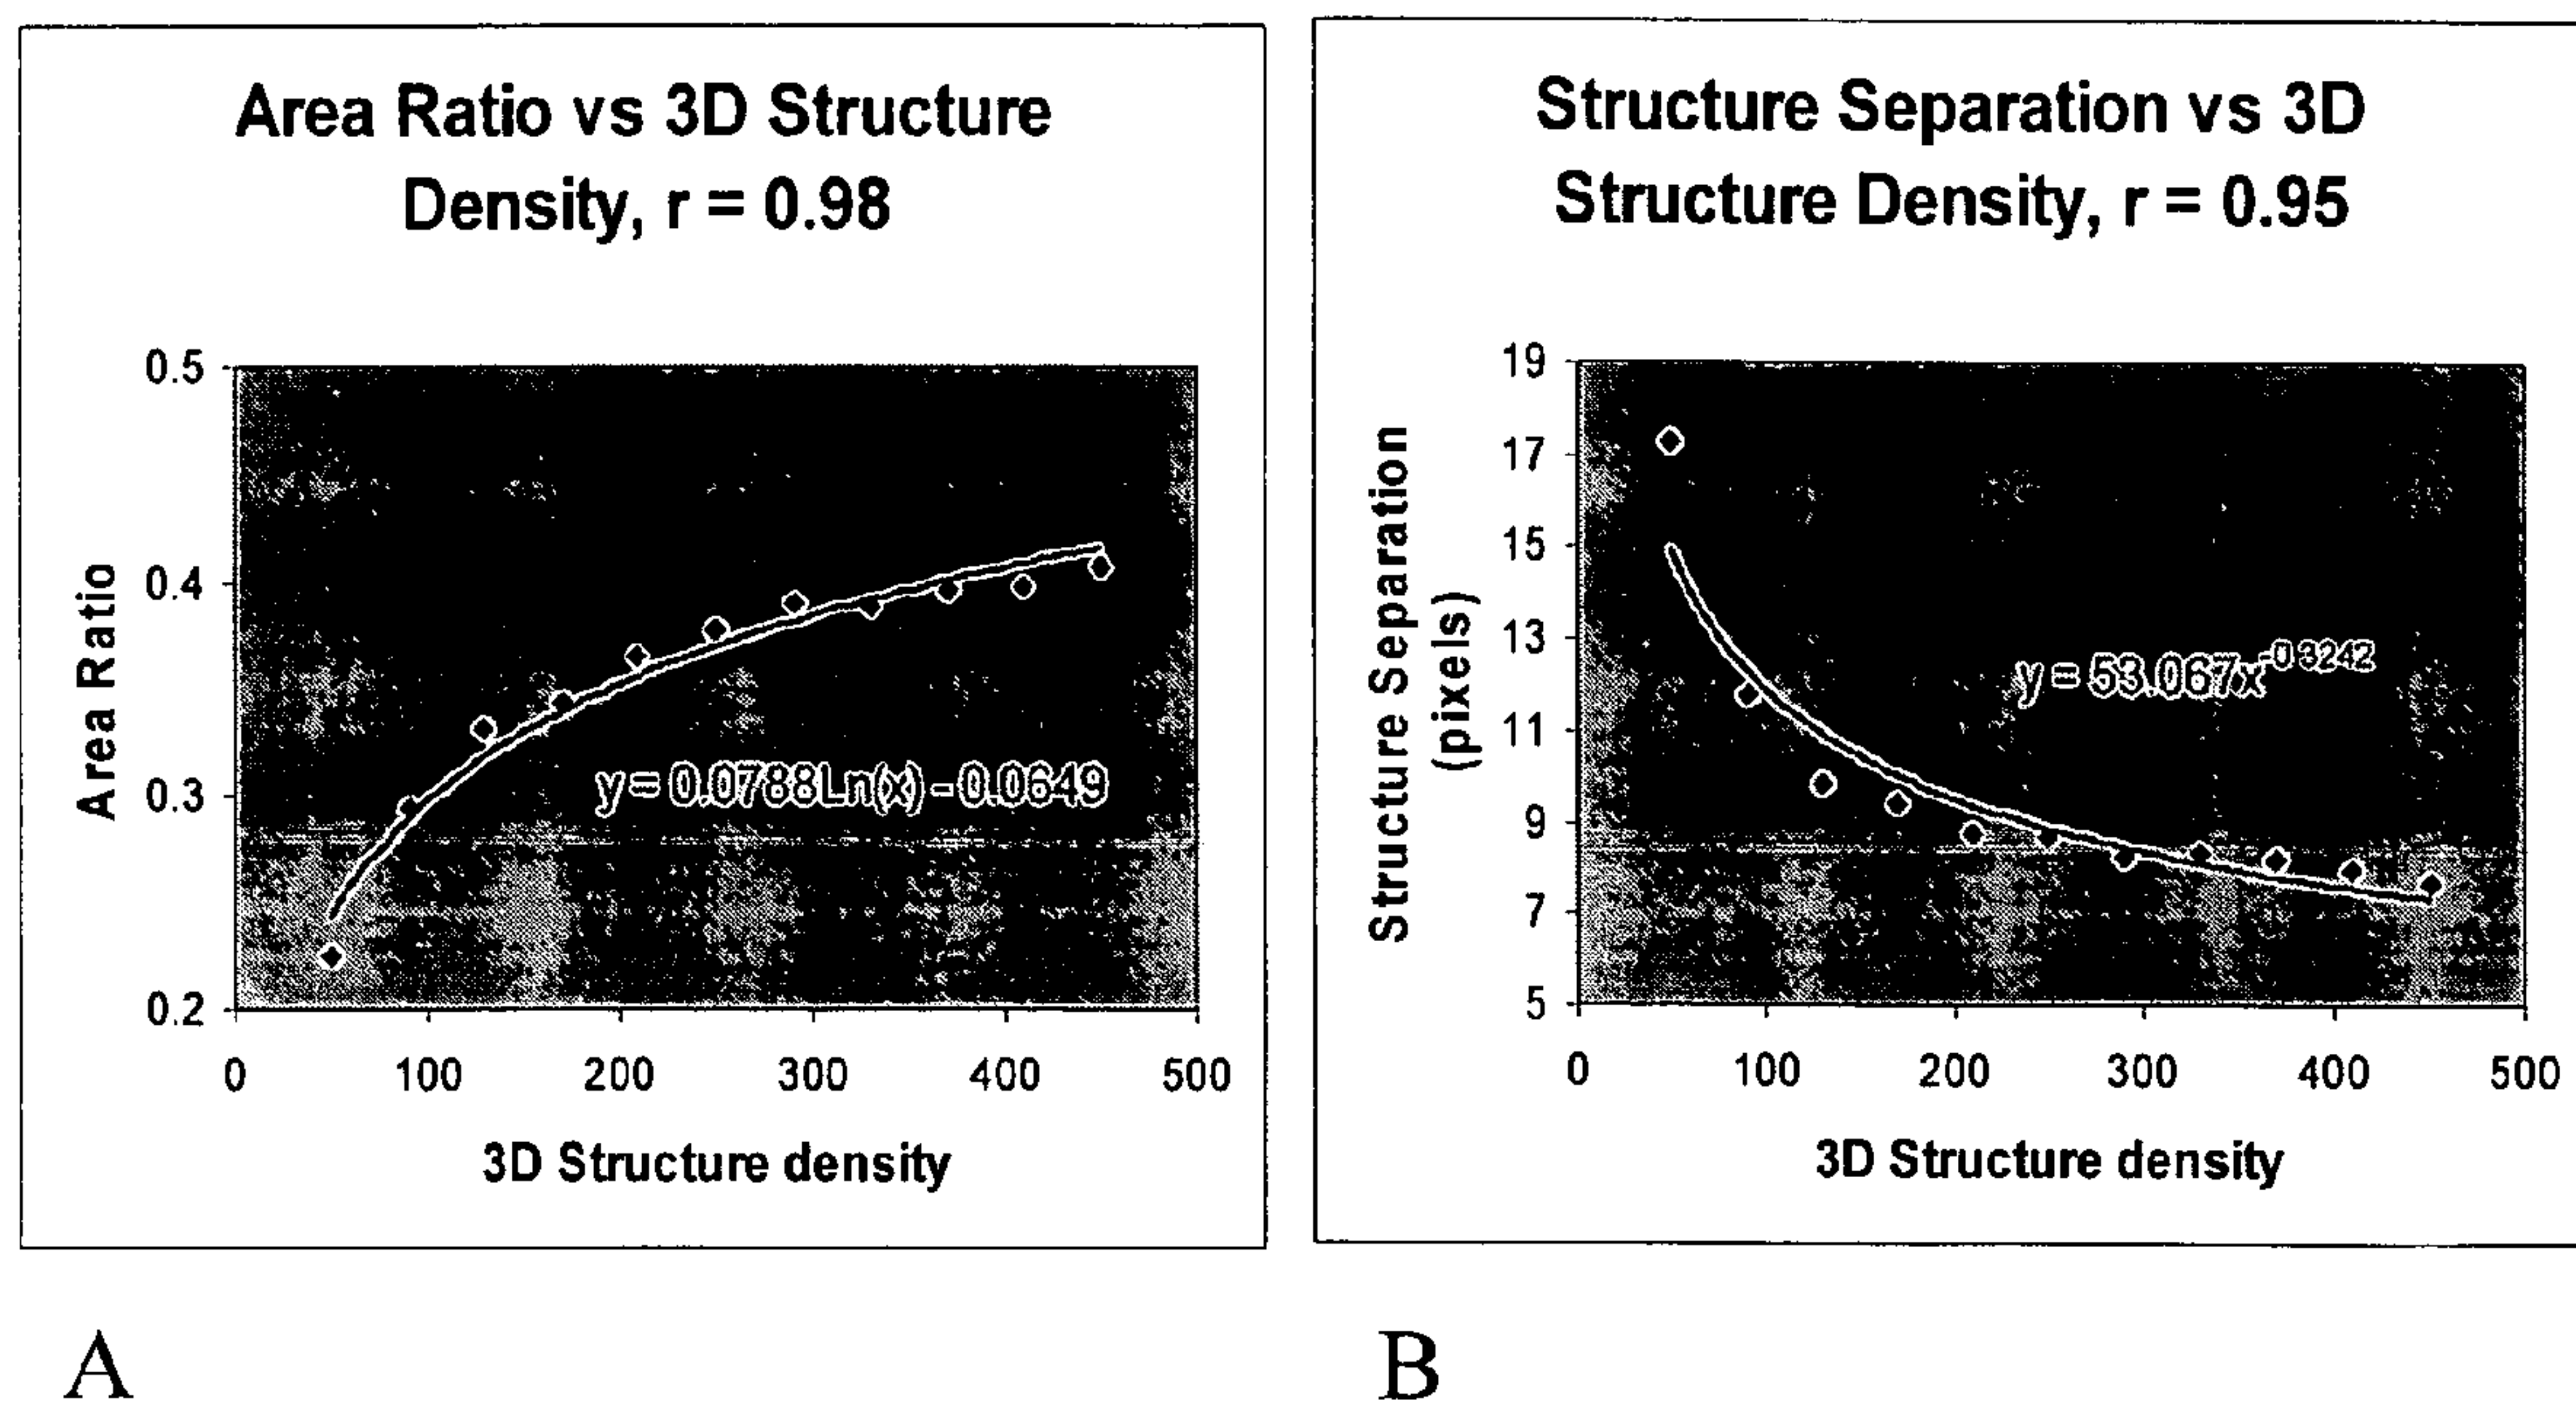 Area Ratio vs 3D Structure
Density, r = 0.98
0.5
0.4
0.3
0.2
Area Ratio
y = 0.0788Ln(x) - 0.0649
0 100 200 300 400 500
3D Structure density
A
Structure Separation vs 3D
Structure Density, r = 0.95
19
17
15
13
11
9
7
5
Structure Separation
(pixels)
y = 53.067x^-0.3242
0 100 200 300 400 500
3D Structure density
B